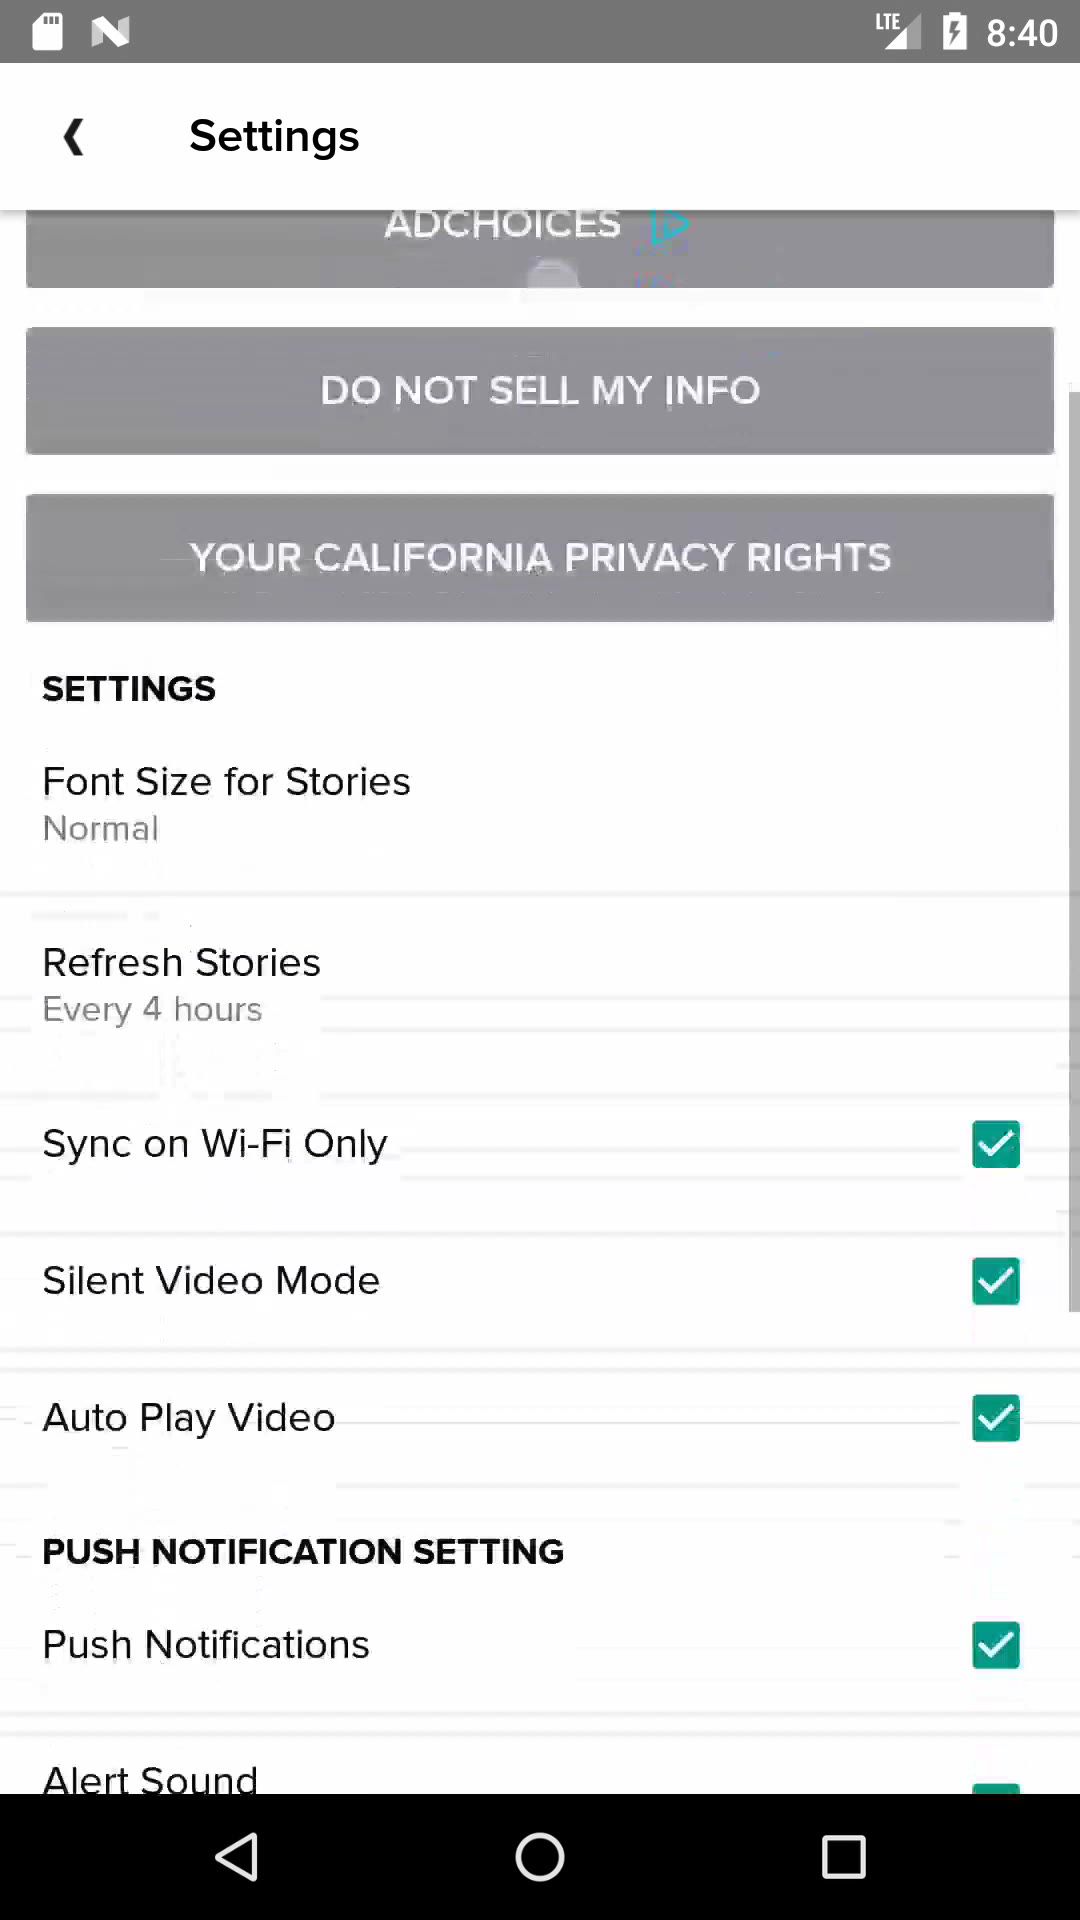 LTE 8:40
Settings
ADCHOICES
DO NOT SELL MY INFO
YOUR CALIFORNIA PRIVACY RIGHTS
SETTINGS
Font Size for Stories
Normal
Refresh Stories
Every 4 hours
Sync on Wi-Fi Only
Silent Video Mode
Auto Play Video
PUSH NOTIFICATION SETTING
Push Notifications
Alert Sound